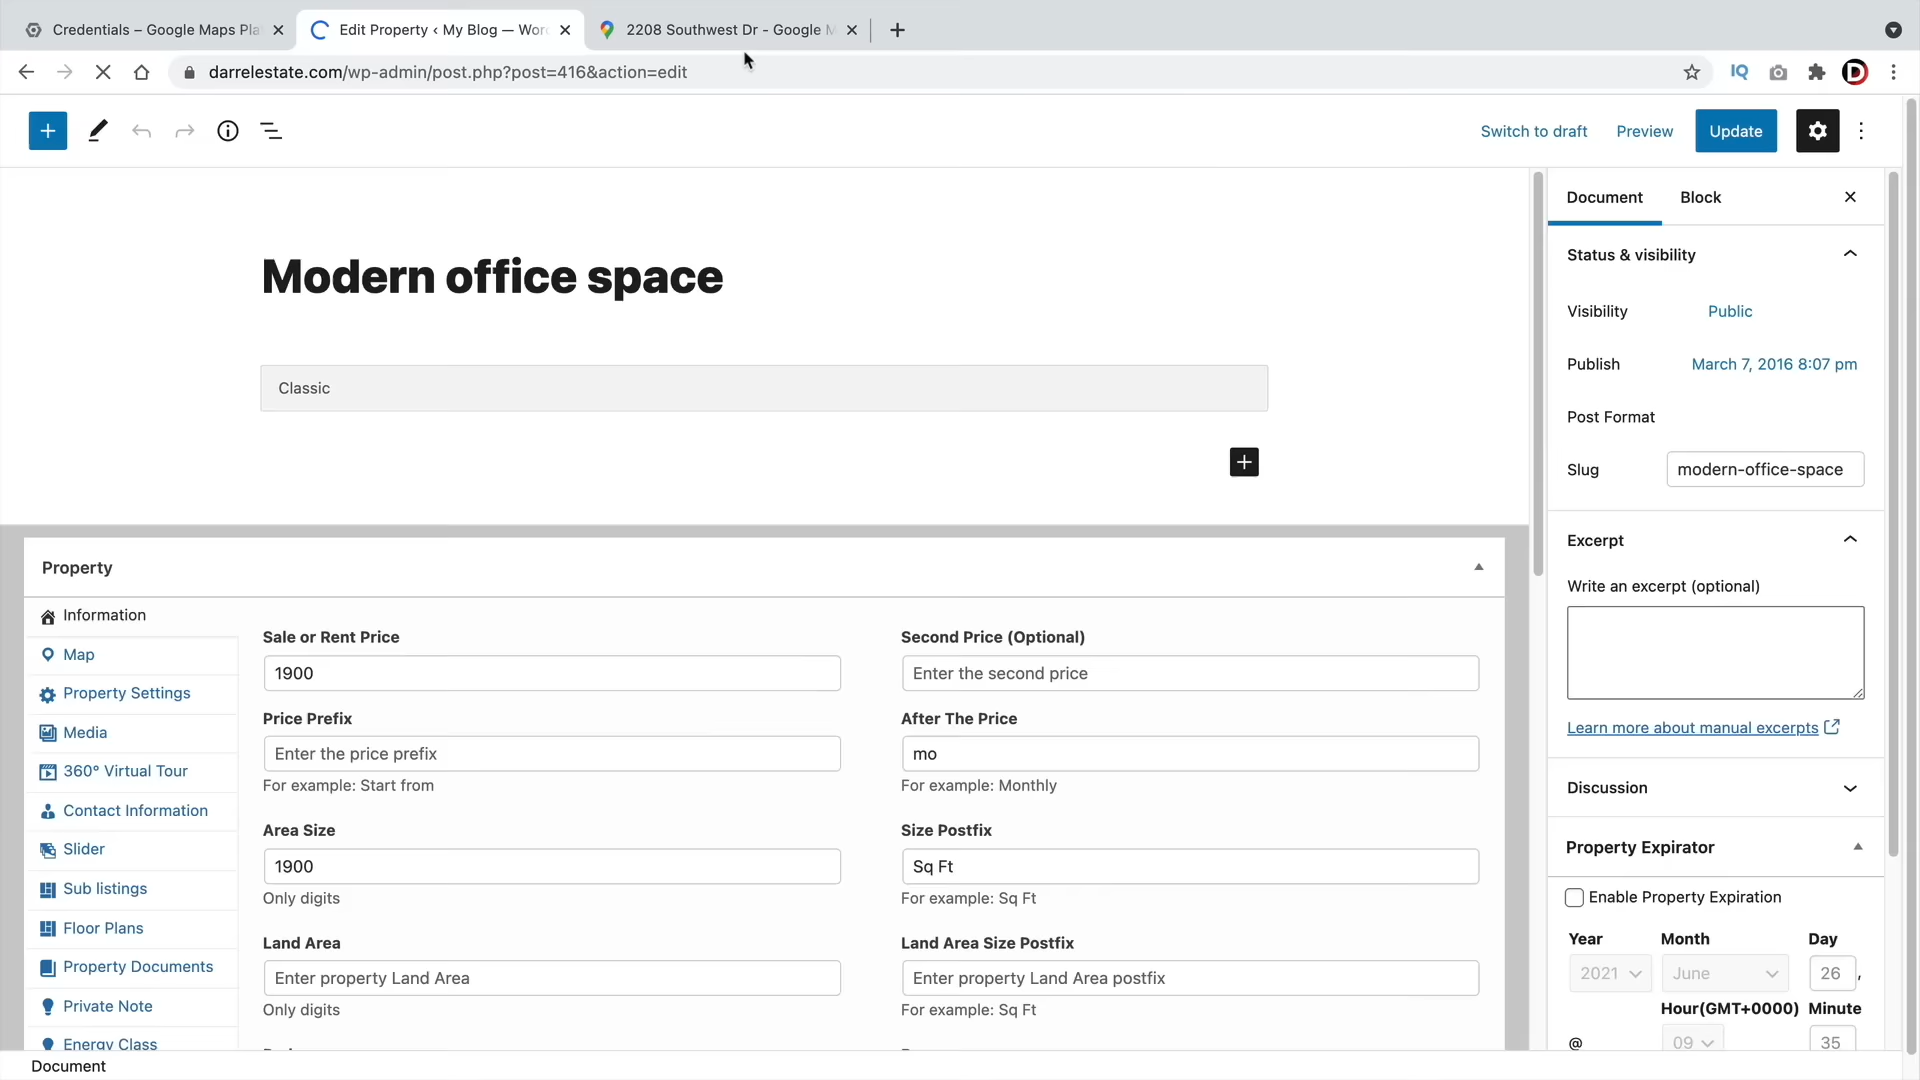 Credentials – Google Maps Pla
Edit Property ‹ My Blog — Wor
2208 Southwest Dr - Google M
darrelestate.com/wp-admin/post.php?post=416&action=edit
IQ
D
Switch to draft
Preview
Update
Modern office space
Classic
Document
Block
Status & visibility
Visibility
Public
Publish
March 7, 2016 8:07 pm
Post Format
Slug
modern-office-space
Excerpt
Write an excerpt (optional)
Learn more about manual excerpts
Discussion
Property Expirator
Enable Property Expiration
Year
Month
Day
2021
June
26
,
Hour(GMT+0000)
Minute
@
09
35
Property
Information
Map
Property Settings
Media
360° Virtual Tour
Contact Information
Slider
Sub listings
Floor Plans
Property Documents
Private Note
Energy Class
Sale or Rent Price
1900
Second Price (Optional)
Enter the second price
Price Prefix
Enter the price prefix
For example: Start from
After The Price
mo
For example: Monthly
Area Size
1900
Only digits
Size Postfix
Sq Ft
For example: Sq Ft
Land Area
Enter property Land Area
Only digits
Land Area Size Postfix
Enter property Land Area postfix
For example: Sq Ft
Document